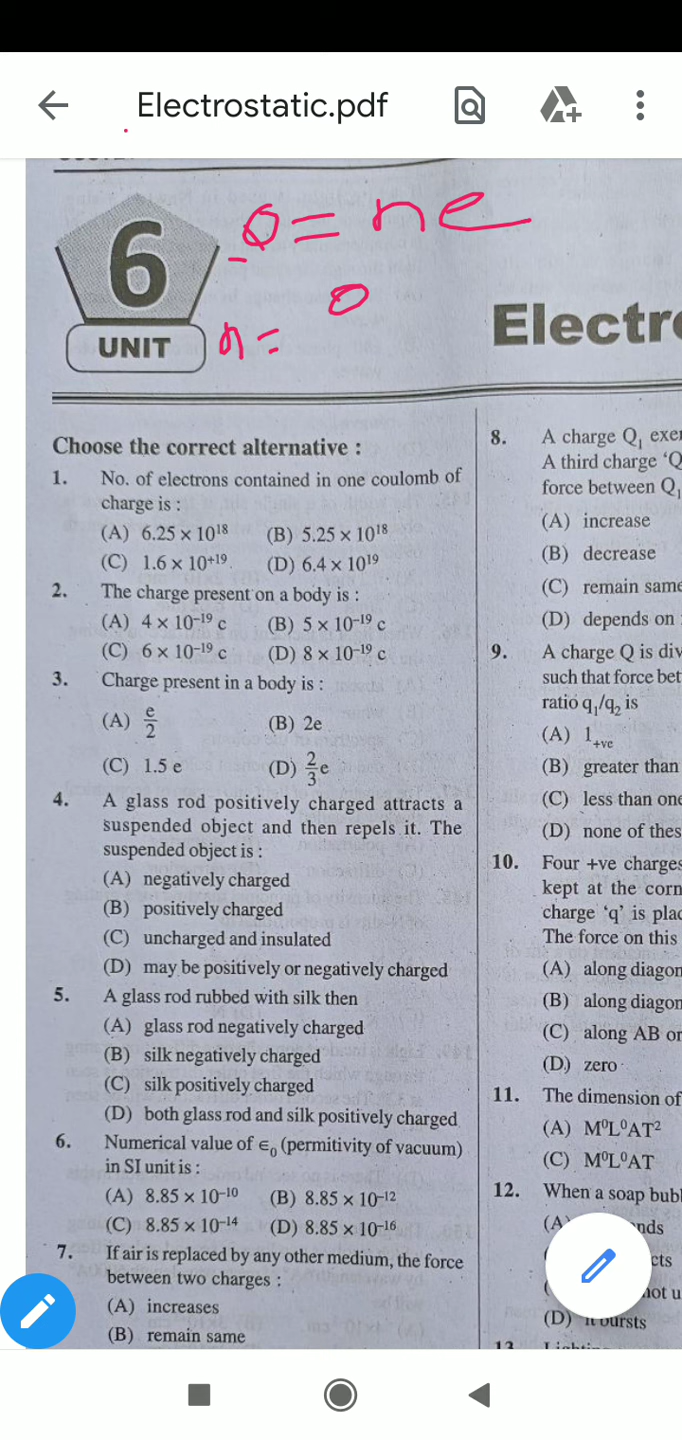 Electrostatic.pdf
6
UNIT
Q = ne
n =
Electr
Choose the correct alternative :
1. No. of electrons contained in one coulomb of
charge is :
(A) 6.25 × 10¹⁸ (B) 5.25 × 10¹⁸
(C) 1.6 × 10⁺¹⁹ (D) 6.4 × 10¹⁹
2. The charge present on a body is :
(A) 4 × 10⁻¹⁹ c (B) 5 × 10⁻¹⁹ c
(C) 6 × 10⁻¹⁹ c (D) 8 × 10⁻¹⁹ c
3. Charge present in a body is :
(A) e/2 (B) 2e
(C) 1.5 e (D) 2/3 e
4. A glass rod positively charged attracts a
suspended object and then repels it. The
suspended object is :
(A) negatively charged
(B) positively charged
(C) uncharged and insulated
(D) may be positively or negatively charged
5. A glass rod rubbed with silk then
(A) glass rod negatively charged
(B) silk negatively charged
(C) silk positively charged
(D) both glass rod and silk positively charged
6. Numerical value of ∈₀ (permitivity of vacuum)
in SI unit is :
(A) 8.85 × 10⁻¹⁰ (B) 8.85 × 10⁻¹²
(C) 8.85 × 10⁻¹⁴ (D) 8.85 × 10⁻¹⁶
7. If air is replaced by any other medium, the force
between two charges :
(A) increases
(B) remain same
8. A charge Q₁ exer
A third charge ‘Q
force between Q₁
(A) increase
(B) decrease
(C) remain same
(D) depends on
9. A charge Q is div
such that force bet
ratio q₁/q₂ is
(A) 1₊ve
(B) greater than
(C) less than one
(D) none of thes
10. Four +ve charges
kept at the corn
charge ‘q’ is plac
The force on this
(A) along diagon
(B) along diagon
(C) along AB or
(D) zero
11. The dimension of
(A) M⁰L⁰AT²
(C) M⁰L⁰AT
12. When a soap bub
(A) nds
cts
not u
(D) it bursts